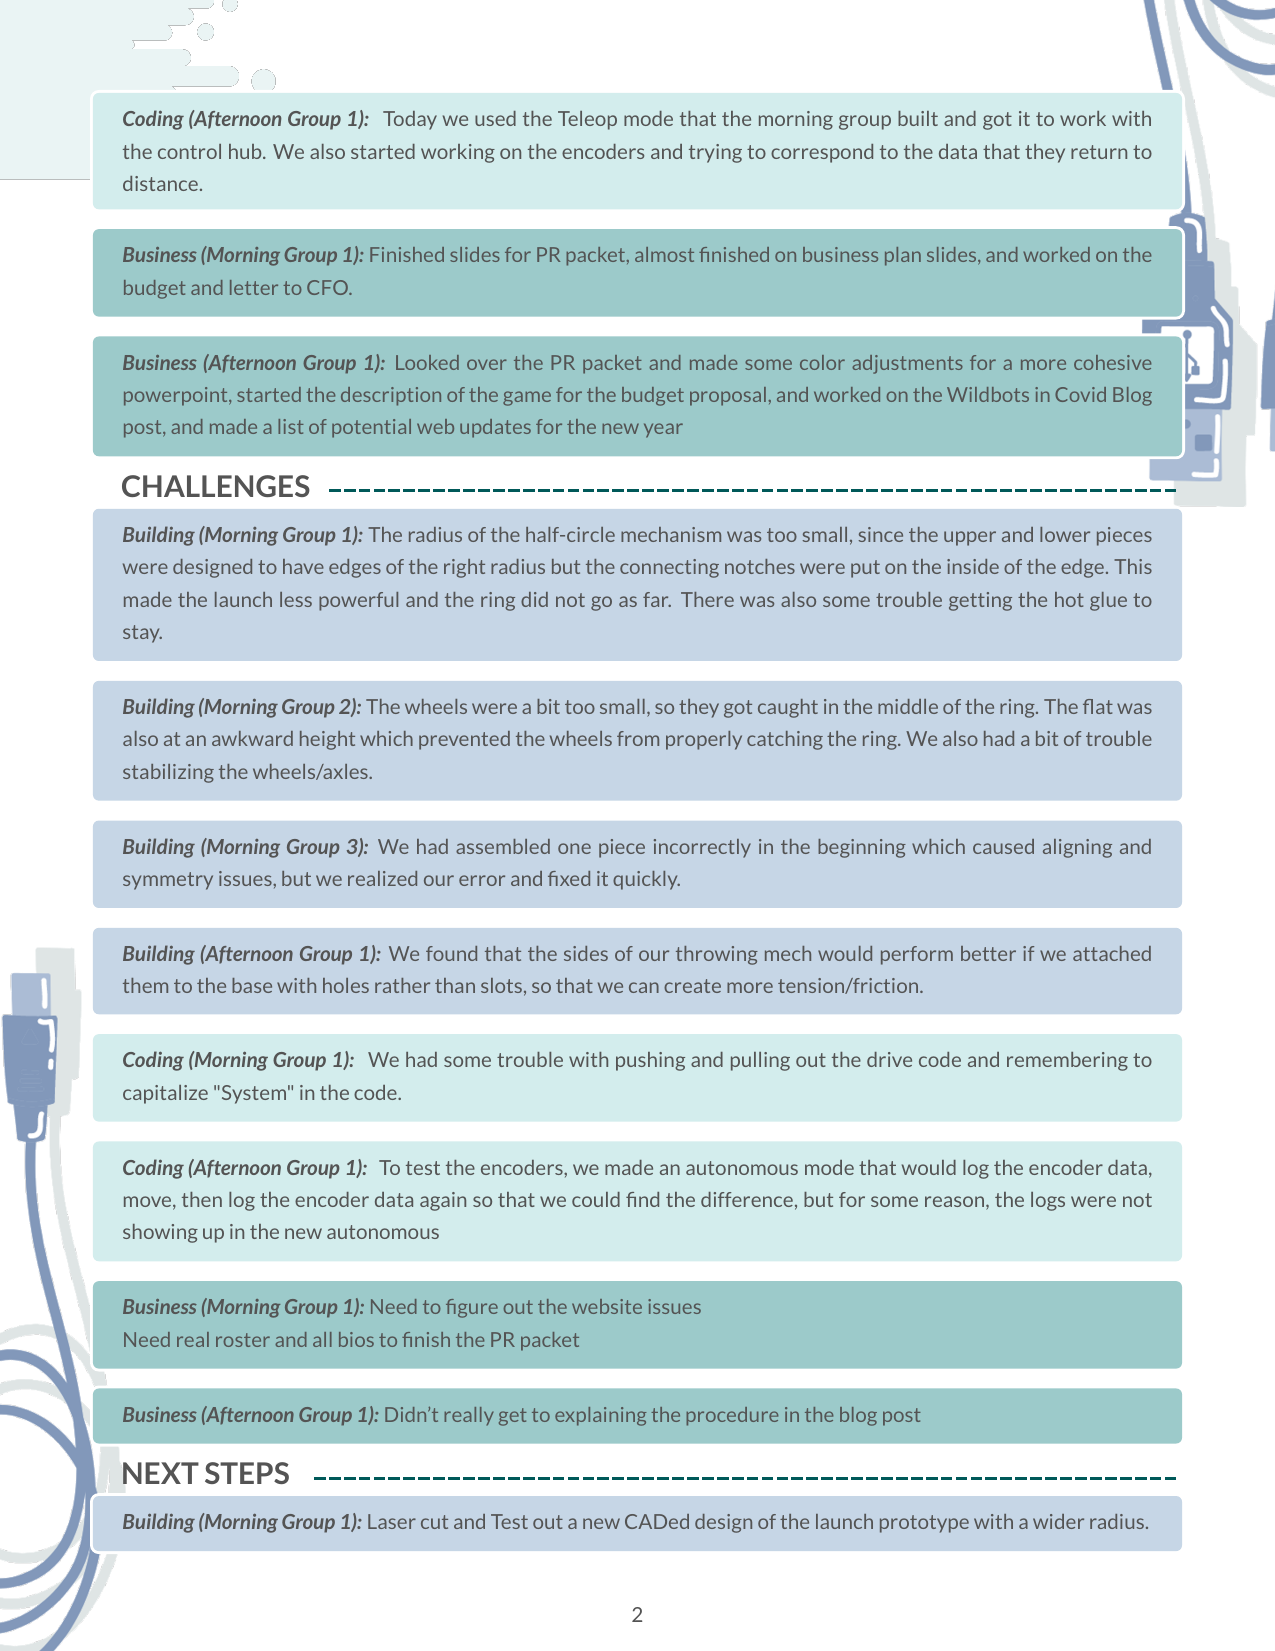 Coding (Afternoon Group 1): Today we used the Teleop mode that the morning group built and got it to work with
the control hub. We also started working on the encoders and trying to correspond to the data that they return to
distance.
Business (Morning Group 1): Finished slides for PR packet, almost finished on business plan slides, and worked on the
budget and letter to CFO.
Business (Afternoon Group 1): Looked over the PR packet and made some color adjustments for a more cohesive
powerpoint, started the description of the game for the budget proposal, and worked on the Wildbots in Covid Blog
post, and made a list of potential web updates for the new year
CHALLENGES
Building (Morning Group 1): The radius of the half-circle mechanism was too small, since the upper and lower pieces
were designed to have edges of the right radius but the connecting notches were put on the inside of the edge. This
made the launch less powerful and the ring did not go as far. There was also some trouble getting the hot glue to
stay.
Building (Morning Group 2): The wheels were a bit too small, so they got caught in the middle of the ring. The flat was
also at an awkward height which prevented the wheels from properly catching the ring. We also had a bit of trouble
stabilizing the wheels/axles.
Building (Morning Group 3): We had assembled one piece incorrectly in the beginning which caused aligning and
symmetry issues, but we realized our error and fixed it quickly.
Building (Afternoon Group 1): We found that the sides of our throwing mech would perform better if we attached
them to the base with holes rather than slots, so that we can create more tension/friction.
Coding (Morning Group 1): We had some trouble with pushing and pulling out the drive code and remembering to
capitalize "System" in the code.
Coding (Afternoon Group 1): To test the encoders, we made an autonomous mode that would log the encoder data,
move, then log the encoder data again so that we could find the difference, but for some reason, the logs were not
showing up in the new autonomous
Business (Morning Group 1): Need to figure out the website issues
Need real roster and all bios to finish the PR packet
Business (Afternoon Group 1): Didn’t really get to explaining the procedure in the blog post
NEXT STEPS
Building (Morning Group 1): Laser cut and Test out a new CADed design of the launch prototype with a wider radius.
2